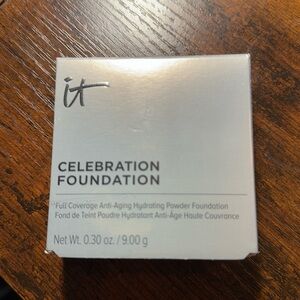 it
CELEBRATION
FOUNDATION
Full Coverage Anti-Aging Hydrating Powder Foundation
Fond de Teint Poudre Hydratant Anti-Âge Haute Couvrance
Net Wt. 0.30 oz. / 9.00 g